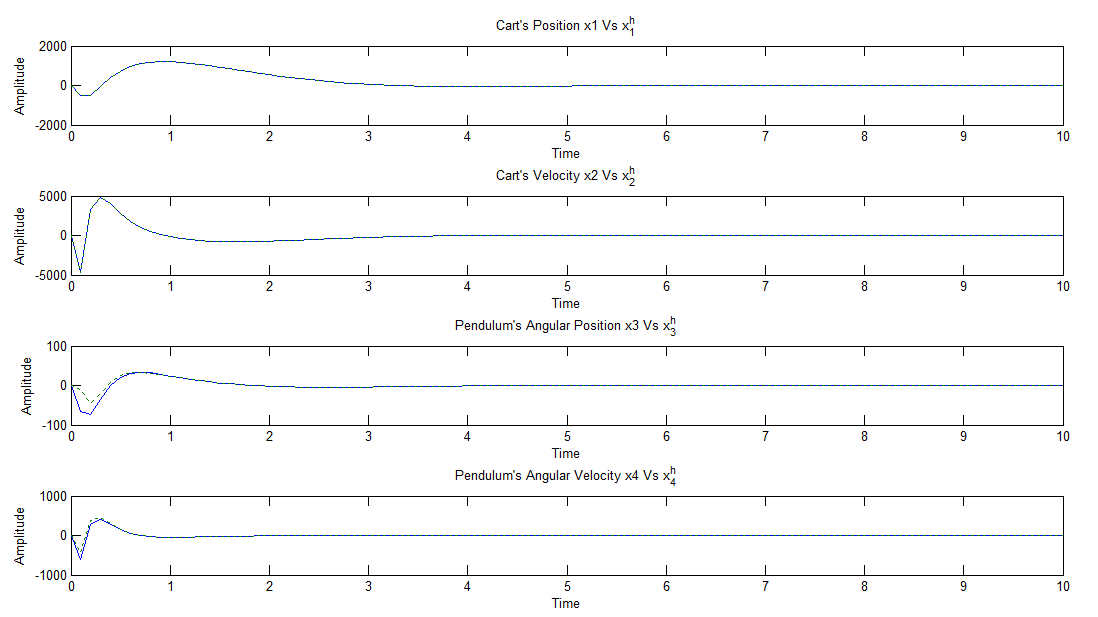 Cart's Position x1 Vs x_1^h
2000
0
-2000
Amplitude
0 1 2 3 4 5 6 7 8 9 10
Time
Cart's Velocity x2 Vs x_2^h
5000
0
-5000
Amplitude
0 1 2 3 4 5 6 7 8 9 10
Time
Pendulum's Angular Position x3 Vs x_3^h
100
0
-100
Amplitude
0 1 2 3 4 5 6 7 8 9 10
Time
Pendulum's Angular Velocity x4 Vs x_4^h
1000
0
-1000
Amplitude
0 1 2 3 4 5 6 7 8 9 10
Time